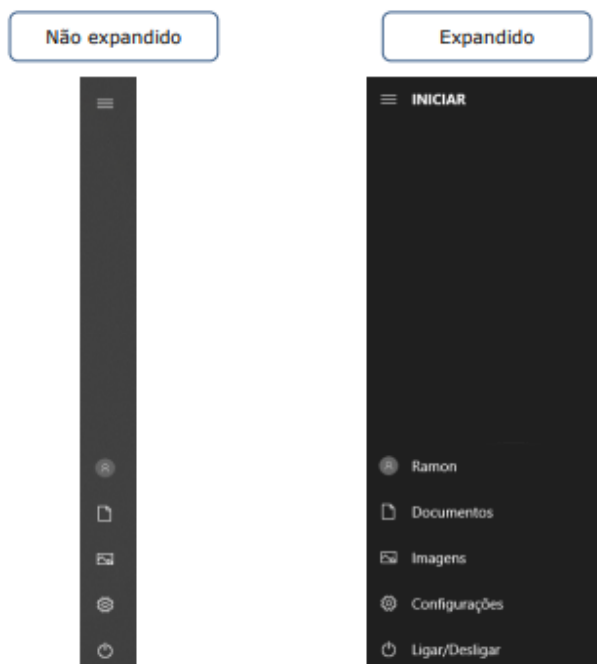 Não expandido
Expandido
INICIAR
Ramon
Documentos
Imagens
Configurações
Ligar/Desligar